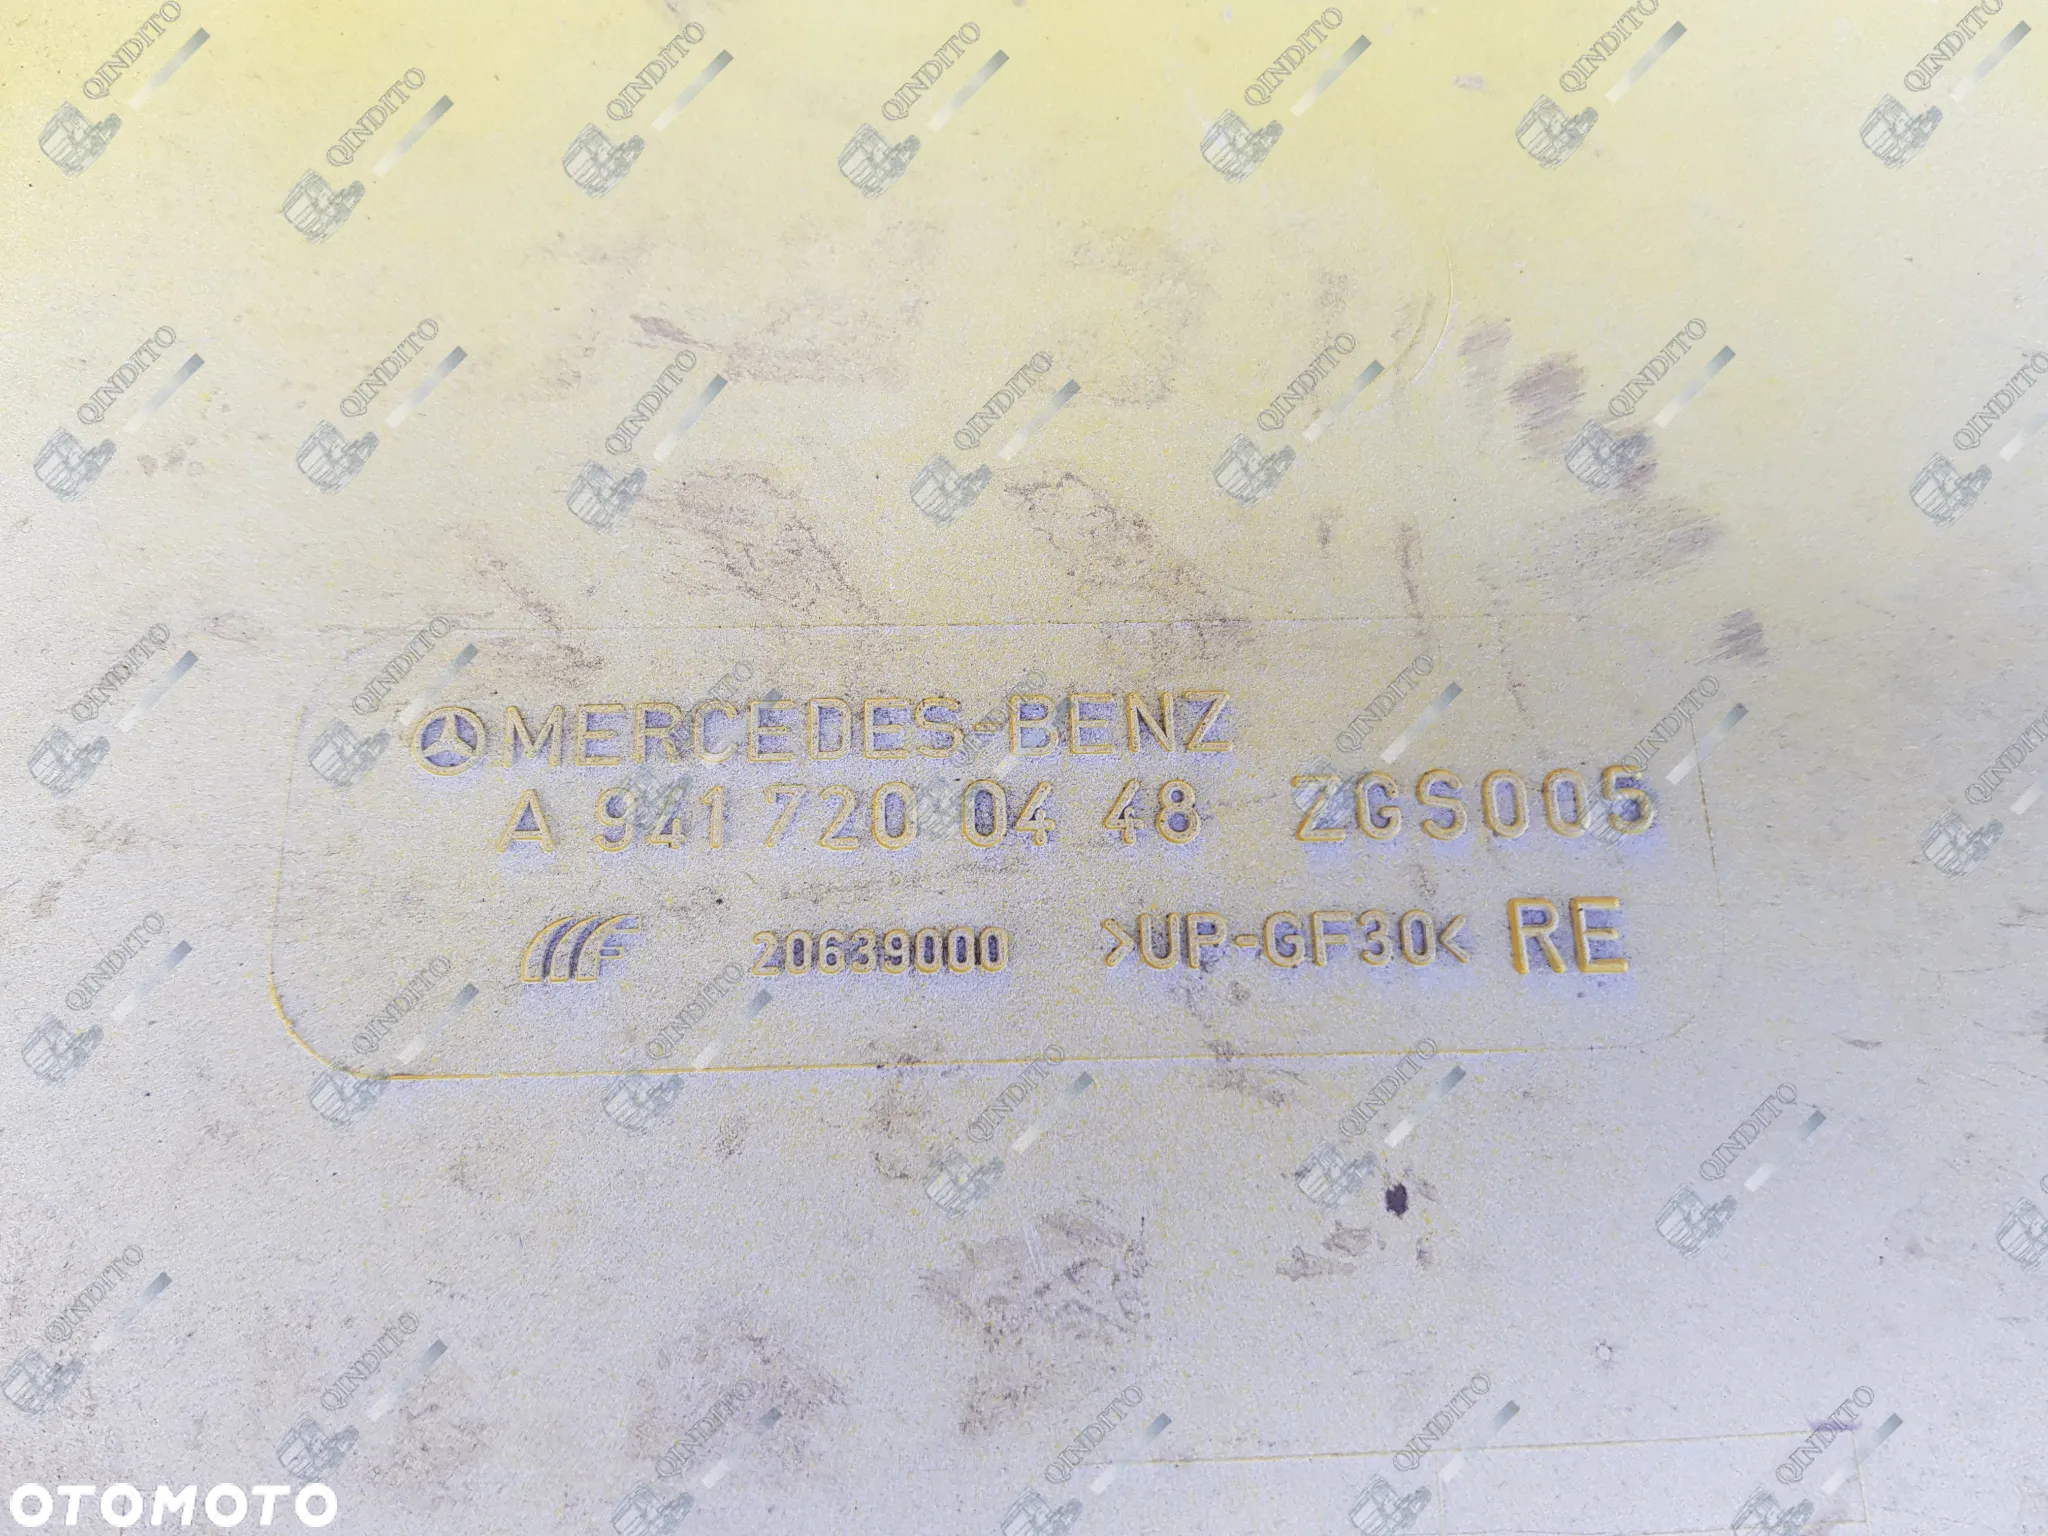 MERCEDES-BENZ
A 941 720 04 48 ZGS005
20639000 >UP-GF30< RE
OTOMOTO
QINDITO